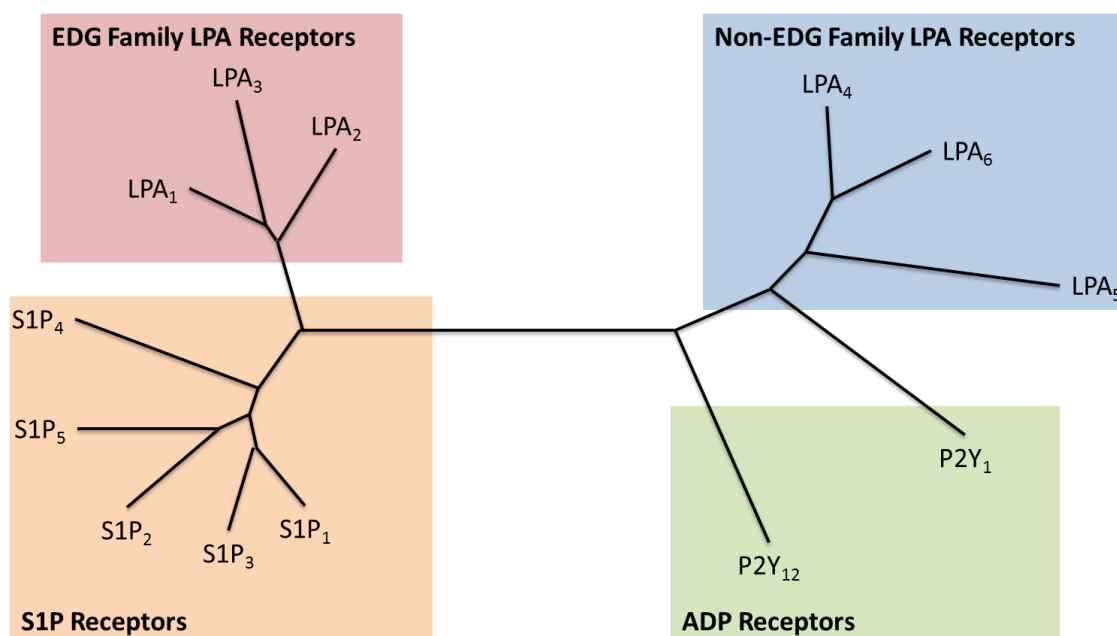 EDG Family LPA Receptors
LPA₃
LPA₂
LPA₁
Non-EDG Family LPA Receptors
LPA₄
LPA₆
LPA₅
S1P₄
S1P₅
S1P₂
S1P₃
S1P₁
S1P Receptors
P2Y₁
P2Y₁₂
ADP Receptors